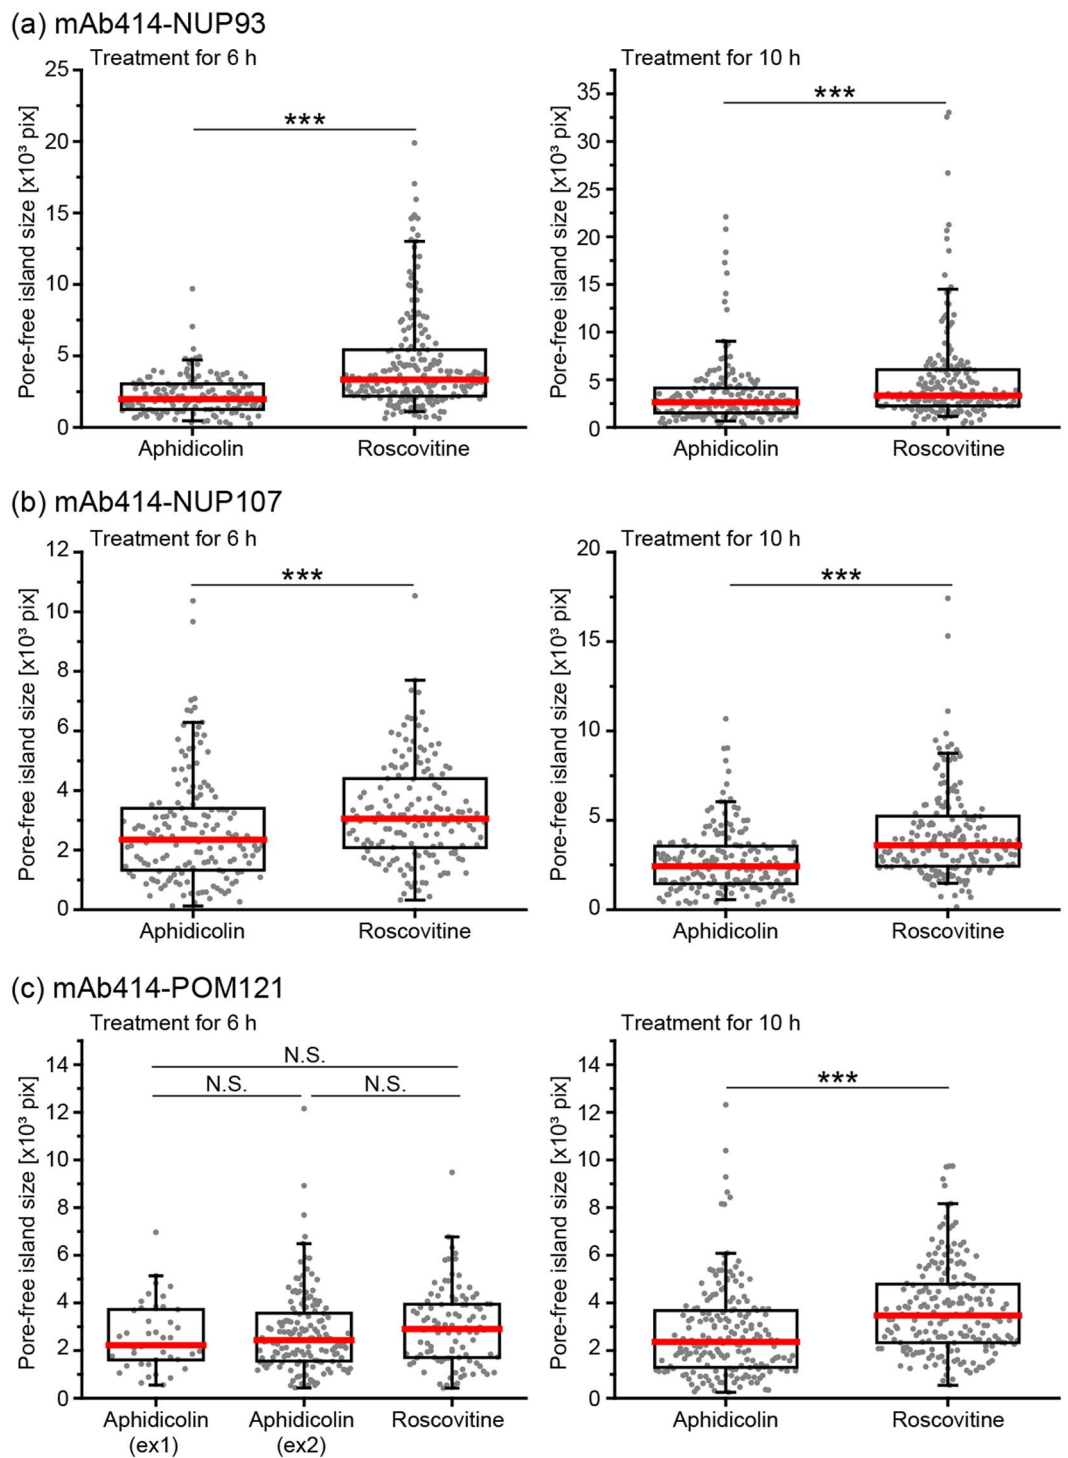 (a) mAb414-NUP93
Treatment for 6 h
Pore-free island size [x10³ pix]
25
20
15
10
5
0
***
Aphidicolin
Roscovitine
Treatment for 10 h
Pore-free island size [x10³ pix]
35
30
25
20
15
10
5
0
***
Aphidicolin
Roscovitine
(b) mAb414-NUP107
Treatment for 6 h
Pore-free island size [x10³ pix]
12
10
8
6
4
2
0
***
Aphidicolin
Roscovitine
Treatment for 10 h
Pore-free island size [x10³ pix]
20
15
10
5
0
***
Aphidicolin
Roscovitine
(c) mAb414-POM121
Treatment for 6 h
Pore-free island size [x10³ pix]
14
12
10
8
6
4
2
0
N.S.
N.S.
N.S.
Aphidicolin
(ex1)
Aphidicolin
(ex2)
Roscovitine
Treatment for 10 h
Pore-free island size [x10³ pix]
14
12
10
8
6
4
2
0
***
Aphidicolin
Roscovitine